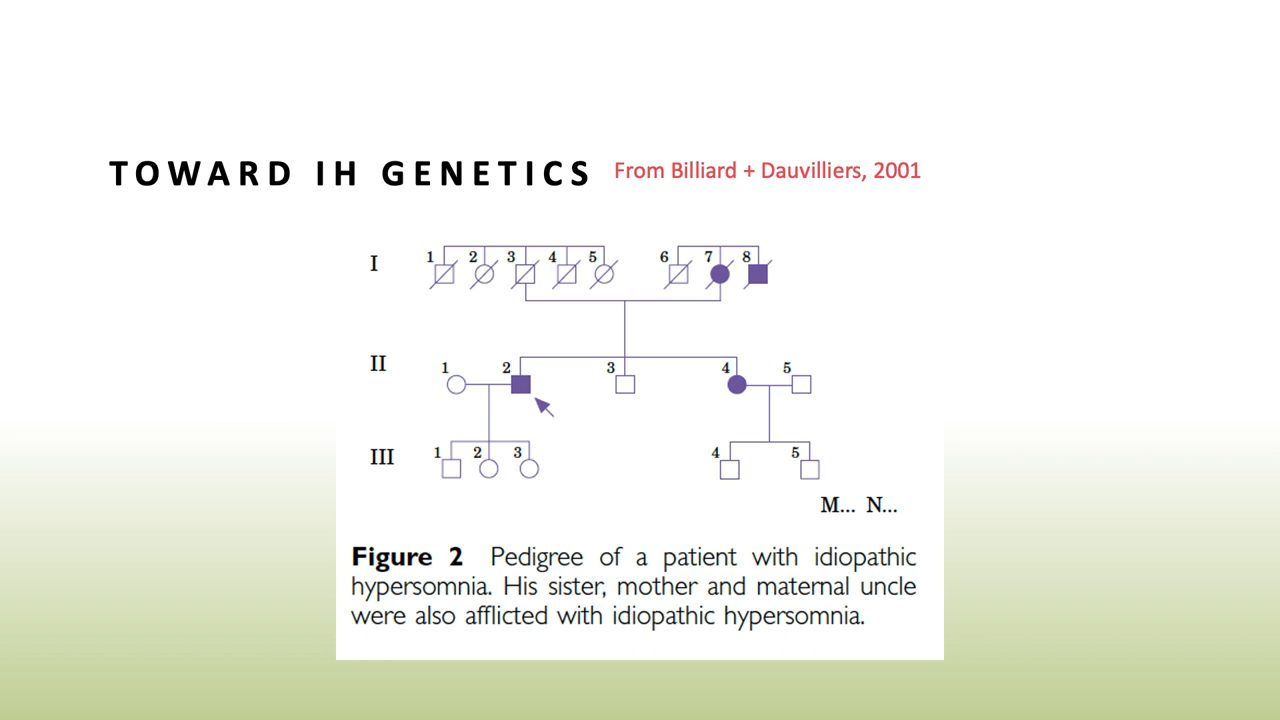 TOWARD IH GENETICS From Billiard + Dauvilliers, 2001
I 1 2 3 4 5 6 7 8
II 1 2 3 4 5
III 1 2 3 4 5
M... N...
Figure 2 Pedigree of a patient with idiopathic
hypersomnia. His sister, mother and maternal uncle
were also afflicted with idiopathic hypersomnia.